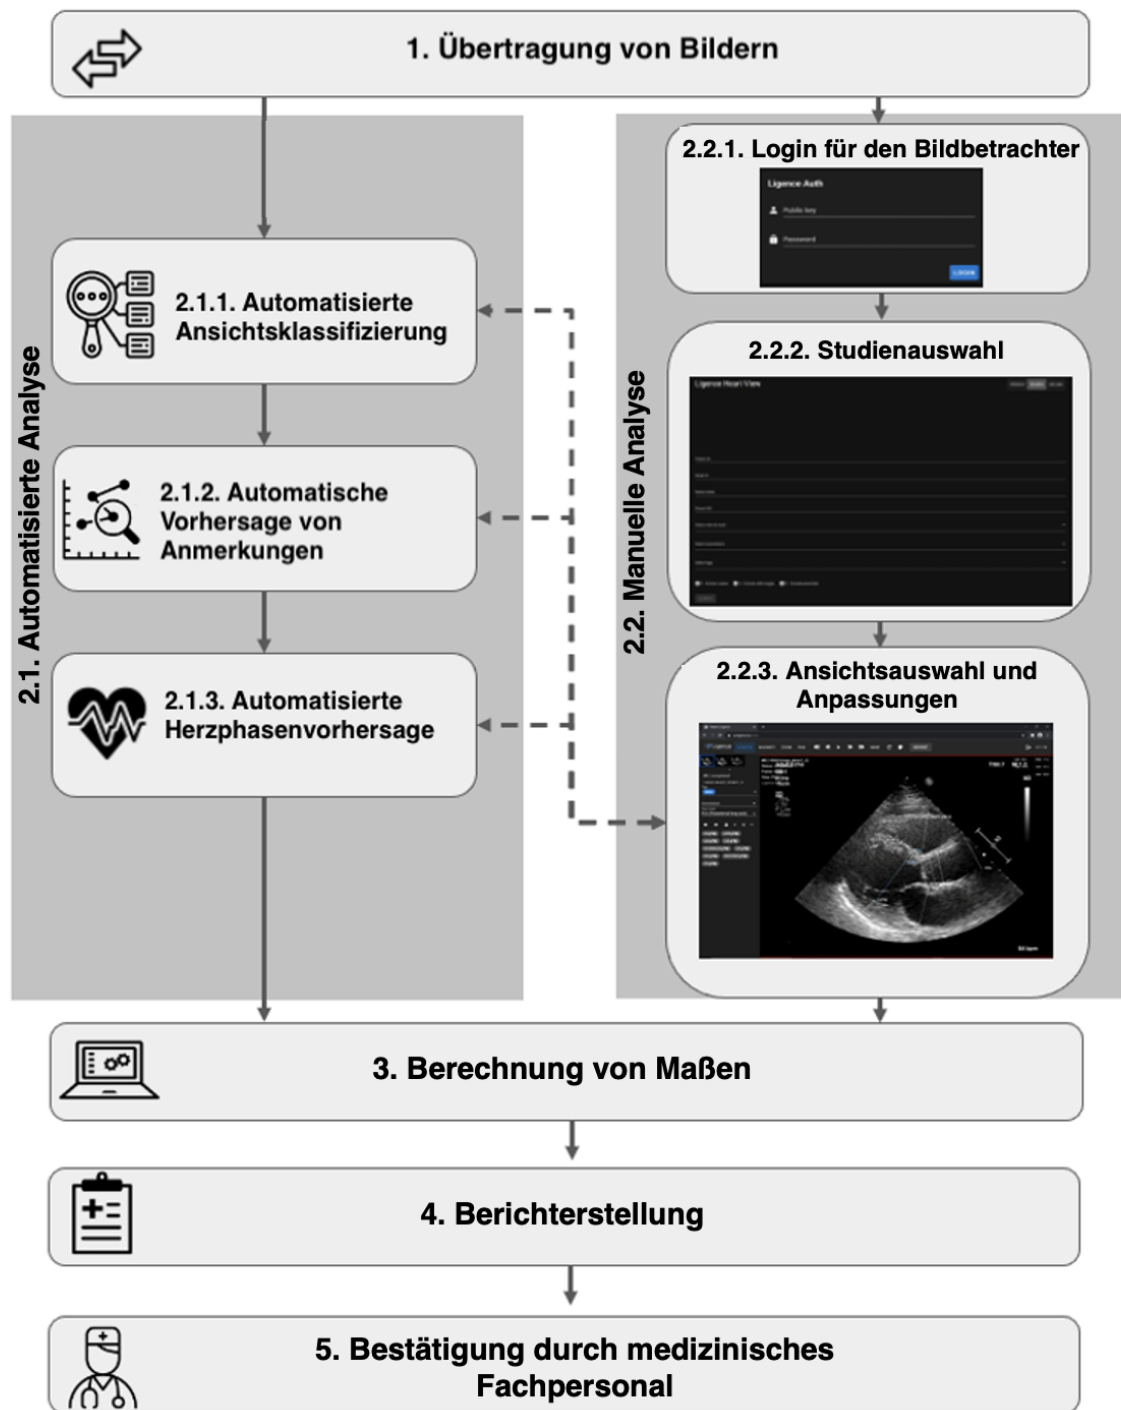 1. Übertragung von Bildern
2.1. Automatisierte Analyse
2.1.1. Automatisierte
Ansichtsklassifizierung
2.1.2. Automatische
Vorhersage von
Anmerkungen
2.1.3. Automatisierte
Herzphasenvorhersage
2.2. Manuelle Analyse
2.2.1. Login für den Bildbetrachter
Ligence Auth
Public key
Password
LOGIN
2.2.2. Studienauswahl
Ligence Heart View
2.2.3. Ansichtsauswahl und
Anpassungen
3. Berechnung von Maßen
4. Berichterstellung
5. Bestätigung durch medizinisches
Fachpersonal